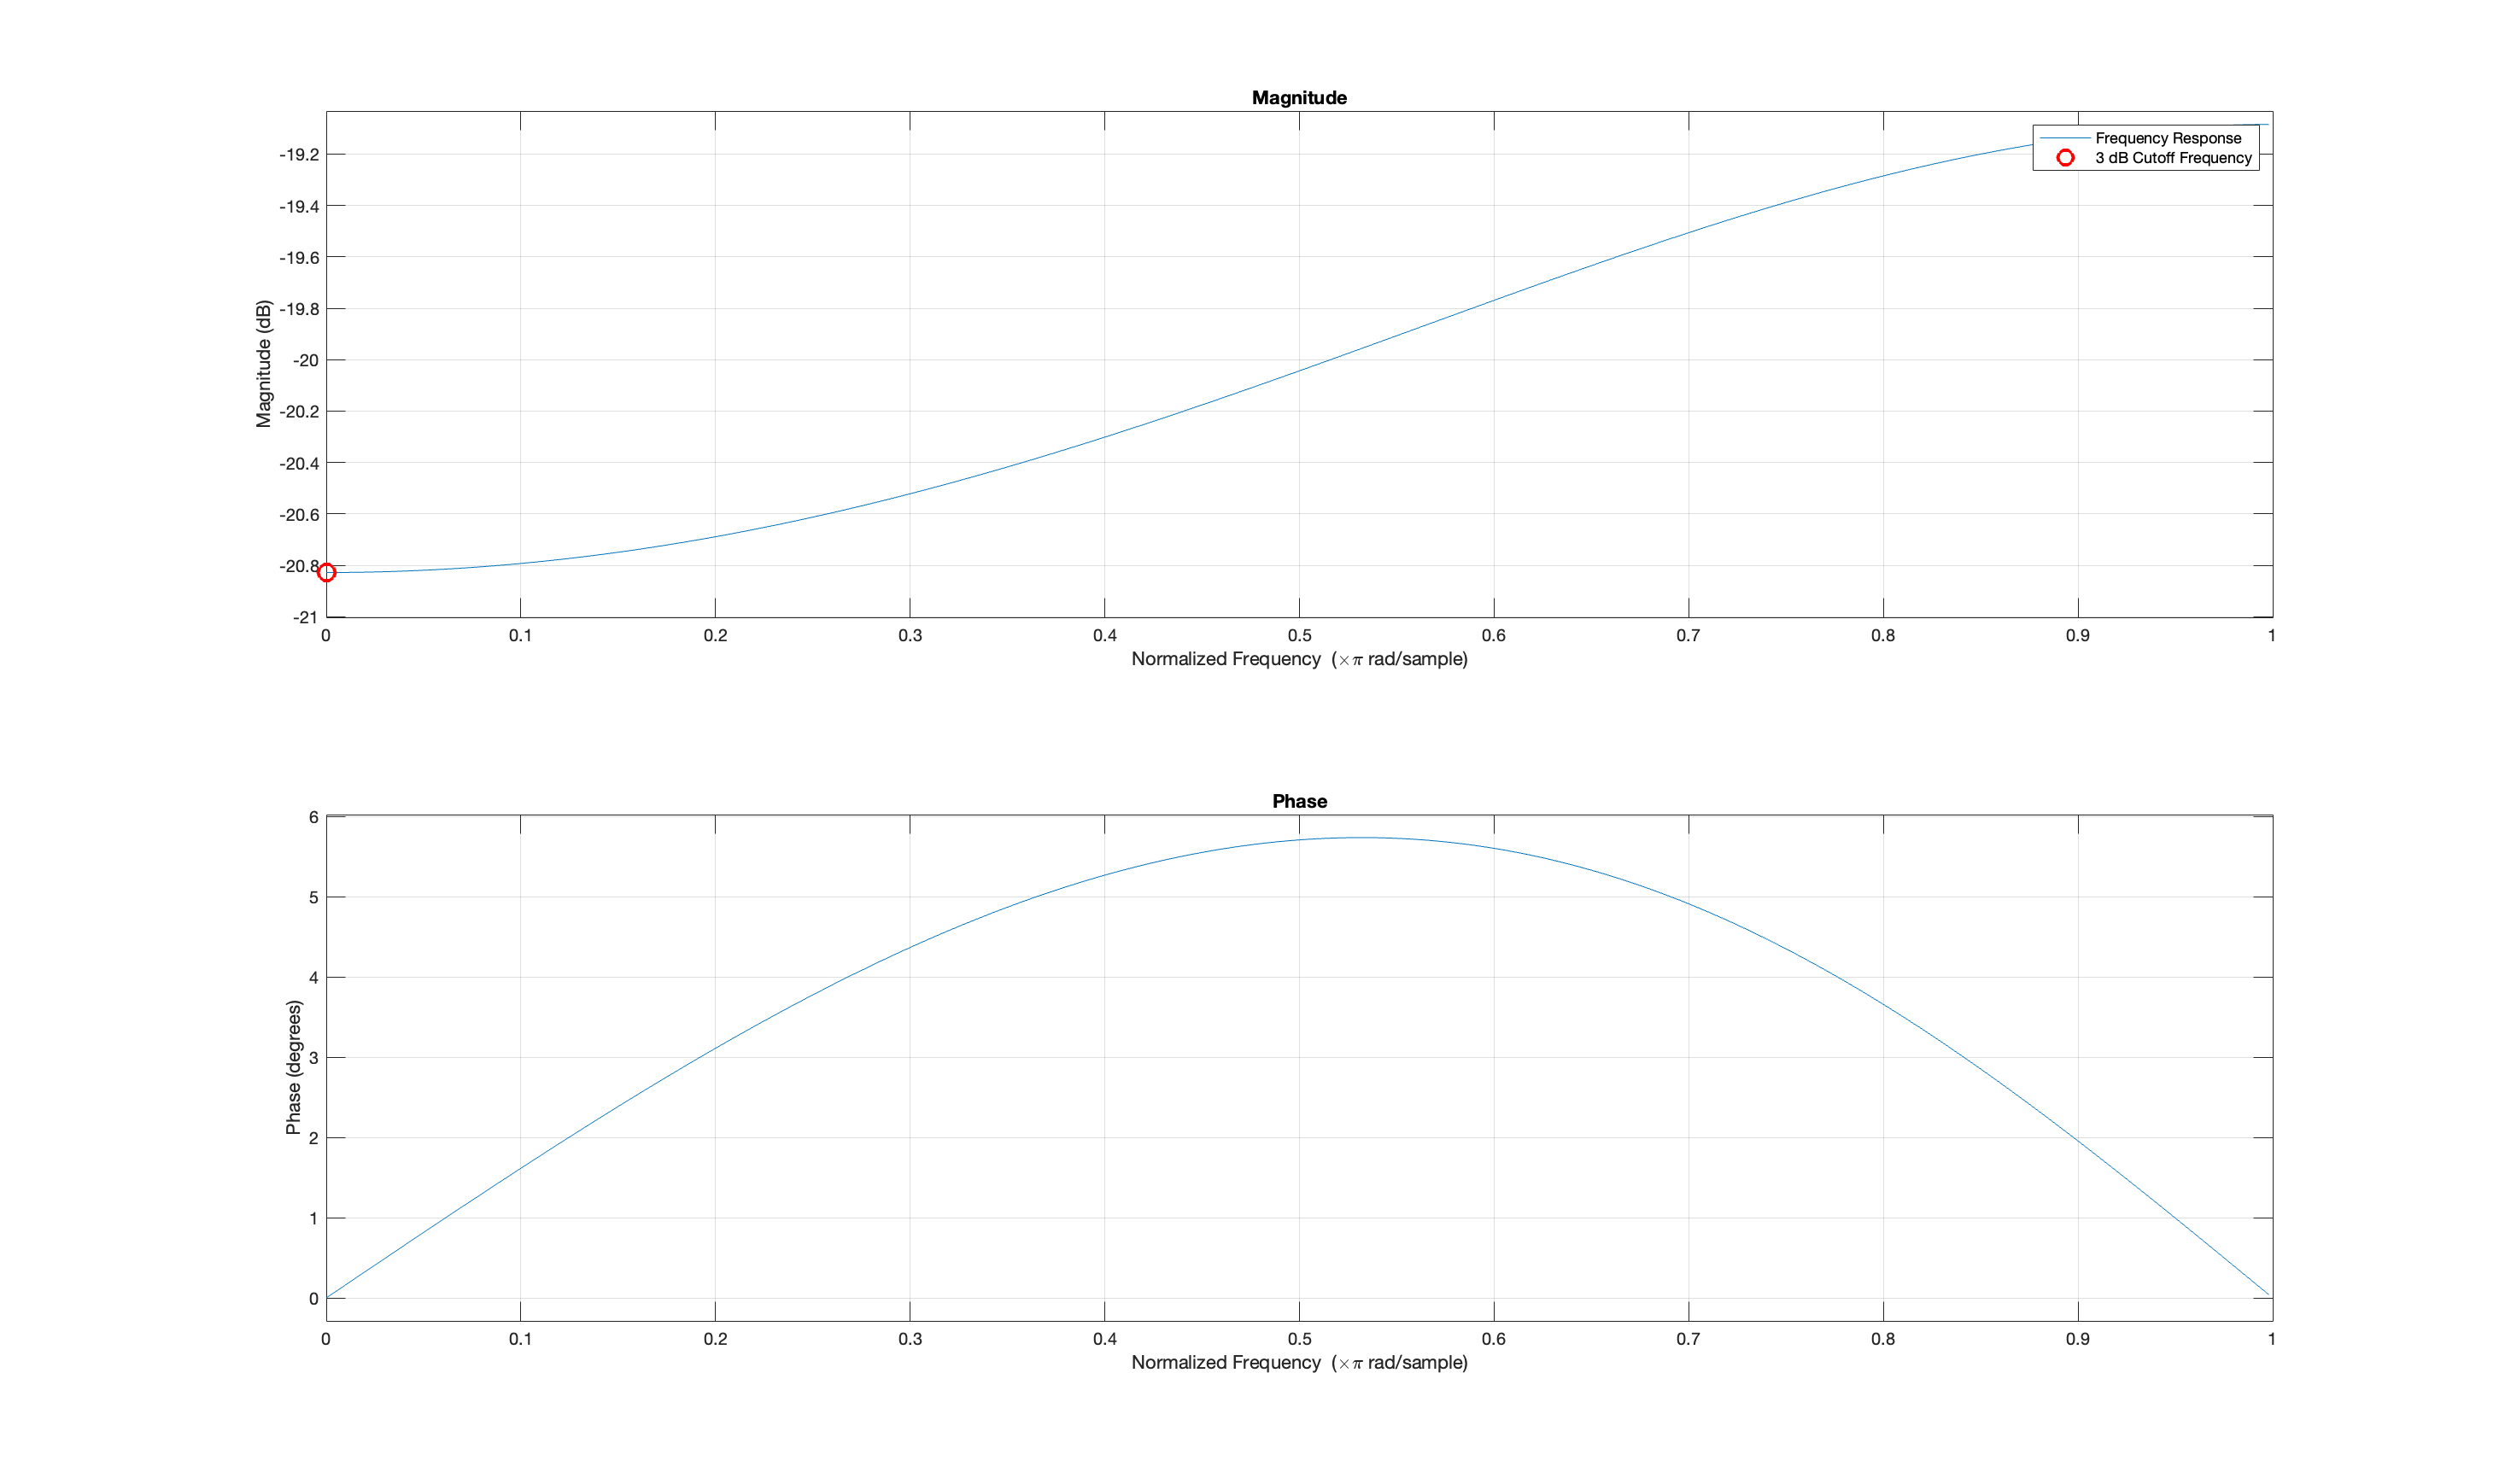 Magnitude
Frequency Response
3 dB Cutoff Frequency
-19.2
-19.4
-19.6
-19.8
-20
-20.2
-20.4
-20.6
-20.8
-21
Magnitude (dB)
0 0.1 0.2 0.3 0.4 0.5 0.6 0.7 0.8 0.9 1
Normalized Frequency (×π rad/sample)
Phase
6
5
4
3
2
1
0
Phase (degrees)
0 0.1 0.2 0.3 0.4 0.5 0.6 0.7 0.8 0.9 1
Normalized Frequency (×π rad/sample)